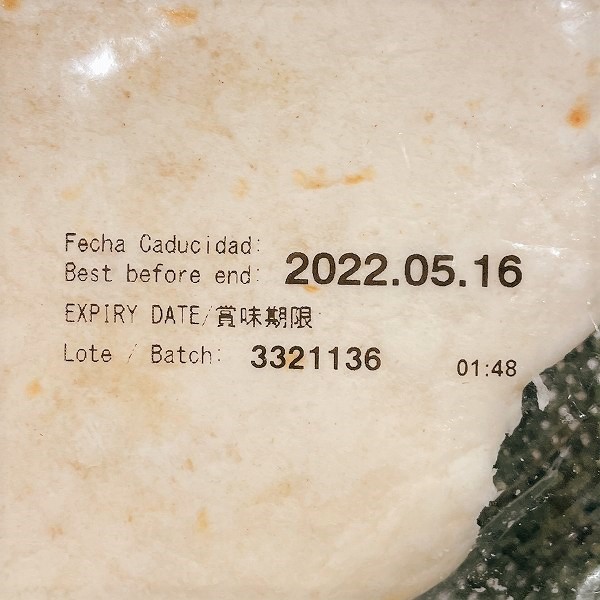 Fecha Caducidad:
Best before end: 2022.05.16
EXPIRY DATE/賞味期限
Lote / Batch: 3321136 01:48